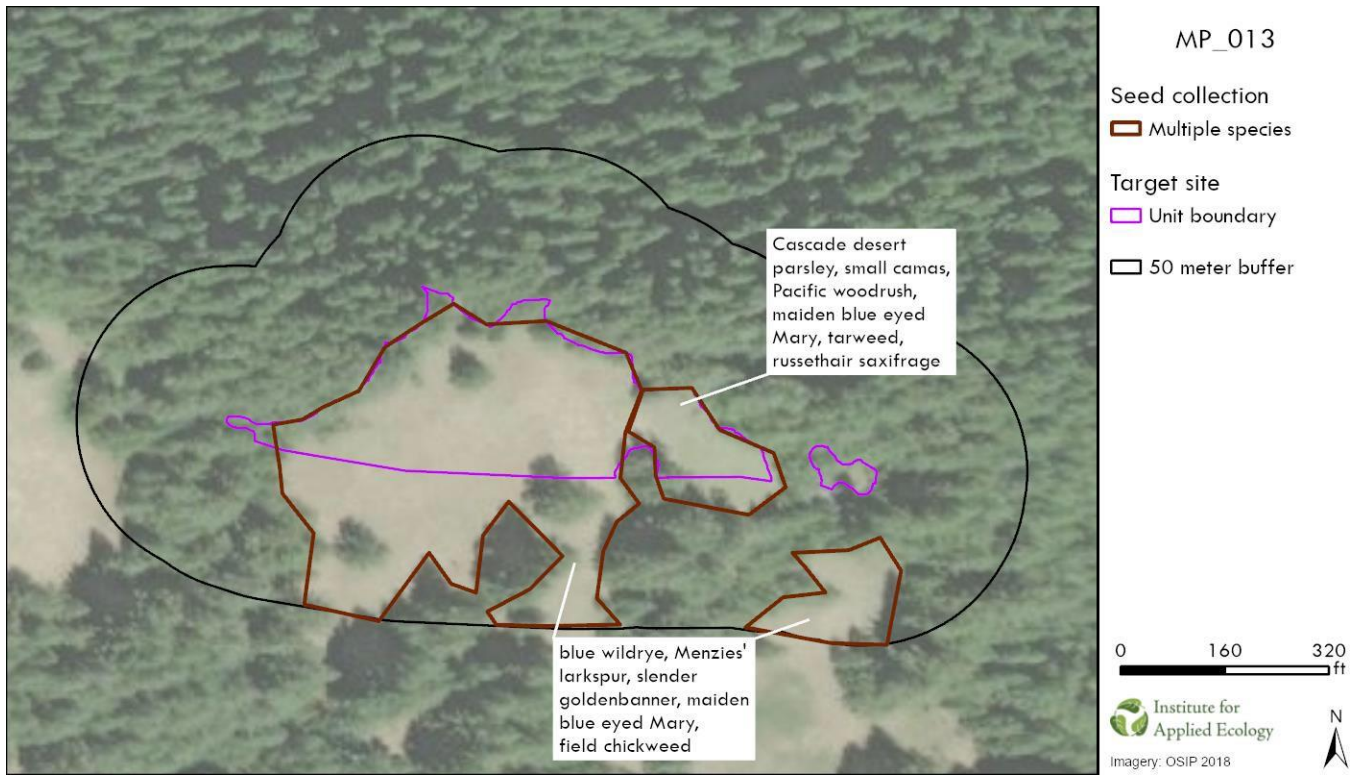 MP_013
Seed collection
Multiple species
Target site
Unit boundary
50 meter buffer
Cascade desert
parsley, small camas,
Pacific woodrush,
maiden blue eyed
Mary, tarweed,
russethair saxifrage
blue wildrye, Menzies'
larkspur, slender
goldenbanner, maiden
blue eyed Mary,
field chickweed
0 160 320
ft
Institute for
Applied Ecology
N
Imagery: OSIP 2018